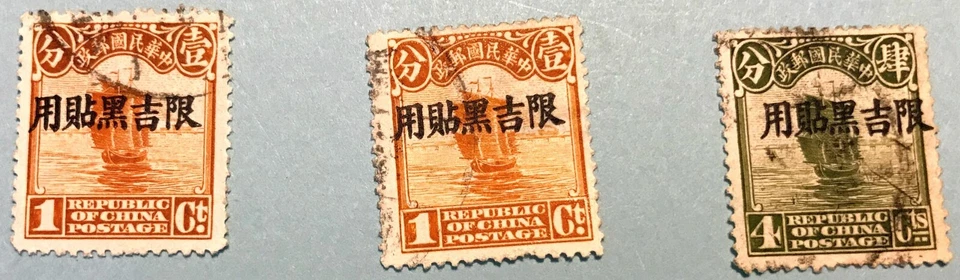 壹分
中華民國郵政
限吉黑貼用
1 Ct.
REPUBLIC
OF CHINA
POSTAGE
壹分
中華民國郵政
限吉黑貼用
1 Ct.
REPUBLIC
OF CHINA
POSTAGE
肆分
中華民國郵政
限吉黑貼用
4 Cts.
REPUBLIC
OF CHINA
POSTAGE